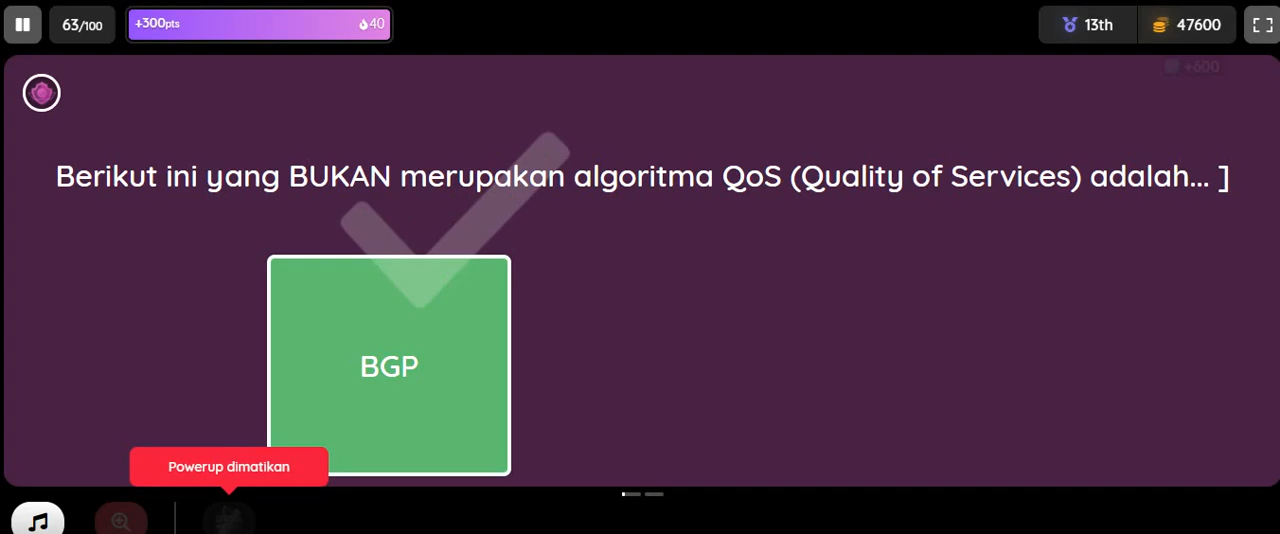 63/100
+300pts
40
13th
47600
+600
Berikut ini yang BUKAN merupakan algoritma QoS (Quality of Services) adalah... ]
BGP
Powerup dimatikan